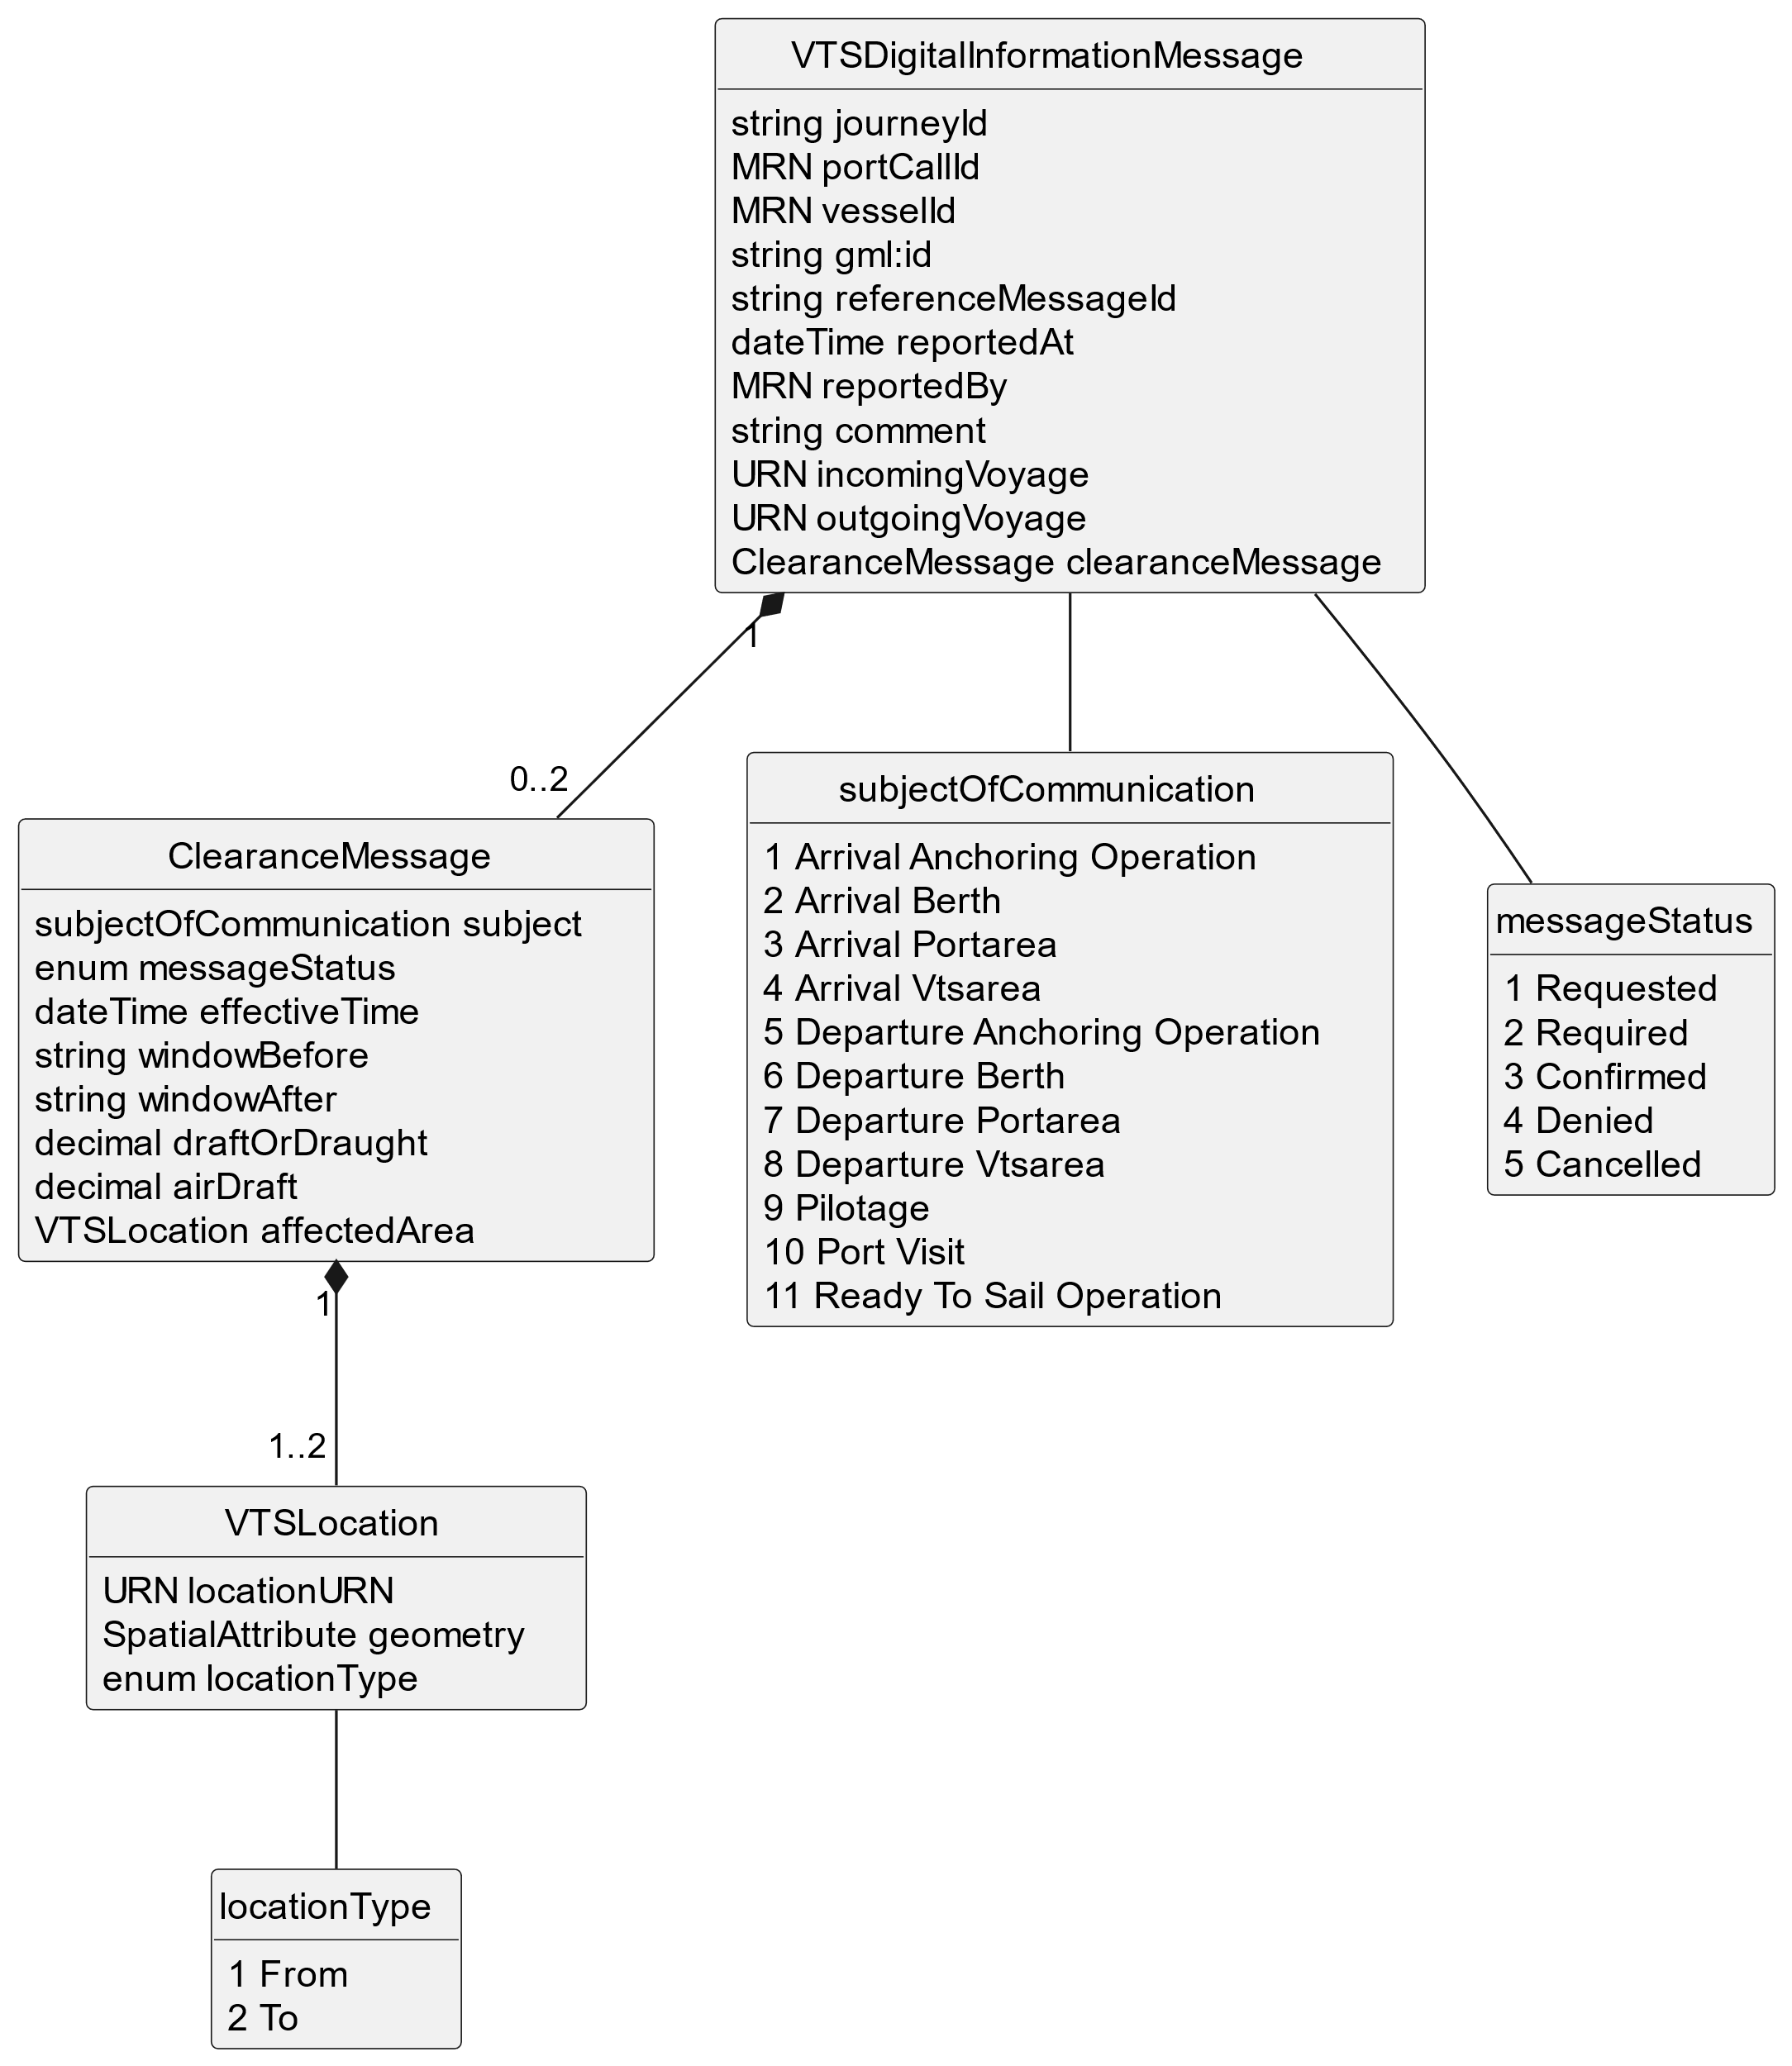 VTSDigitalInformationMessage
string journeyId
MRN portCallId
MRN vesselId
string gml:id
string referenceMessageId
dateTime reportedAt
MRN reportedBy
string comment
URN incomingVoyage
URN outgoingVoyage
ClearanceMessage clearanceMessage
1
0..2
ClearanceMessage
subjectOfCommunication subject
enum messageStatus
dateTime effectiveTime
string windowBefore
string windowAfter
decimal draftOrDraught
decimal airDraft
VTSLocation affectedArea
subjectOfCommunication
1 Arrival Anchoring Operation
2 Arrival Berth
3 Arrival Portarea
4 Arrival Vtsarea
5 Departure Anchoring Operation
6 Departure Berth
7 Departure Portarea
8 Departure Vtsarea
9 Pilotage
10 Port Visit
11 Ready To Sail Operation
messageStatus
1 Requested
2 Required
3 Confirmed
4 Denied
5 Cancelled
1
1..2
VTSLocation
URN locationURN
SpatialAttribute geometry
enum locationType
locationType
1 From
2 To